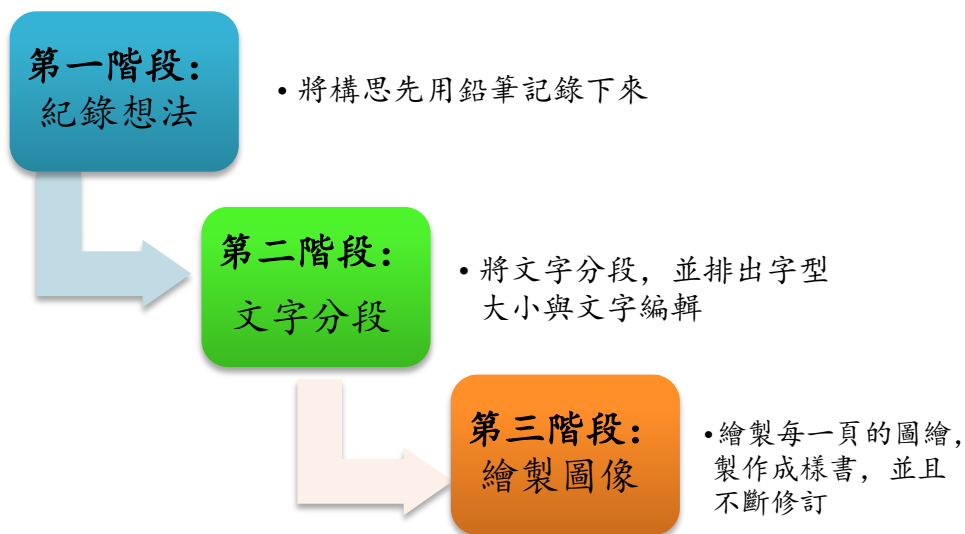 第一階段：
紀錄想法
•將構思先用鉛筆記錄下來
第二階段：
文字分段
•將文字分段，並排出字型
大小與文字編輯
第三階段：
繪製圖像
•繪製每一頁的圖繪，
製作成樣書，並且
不斷修訂